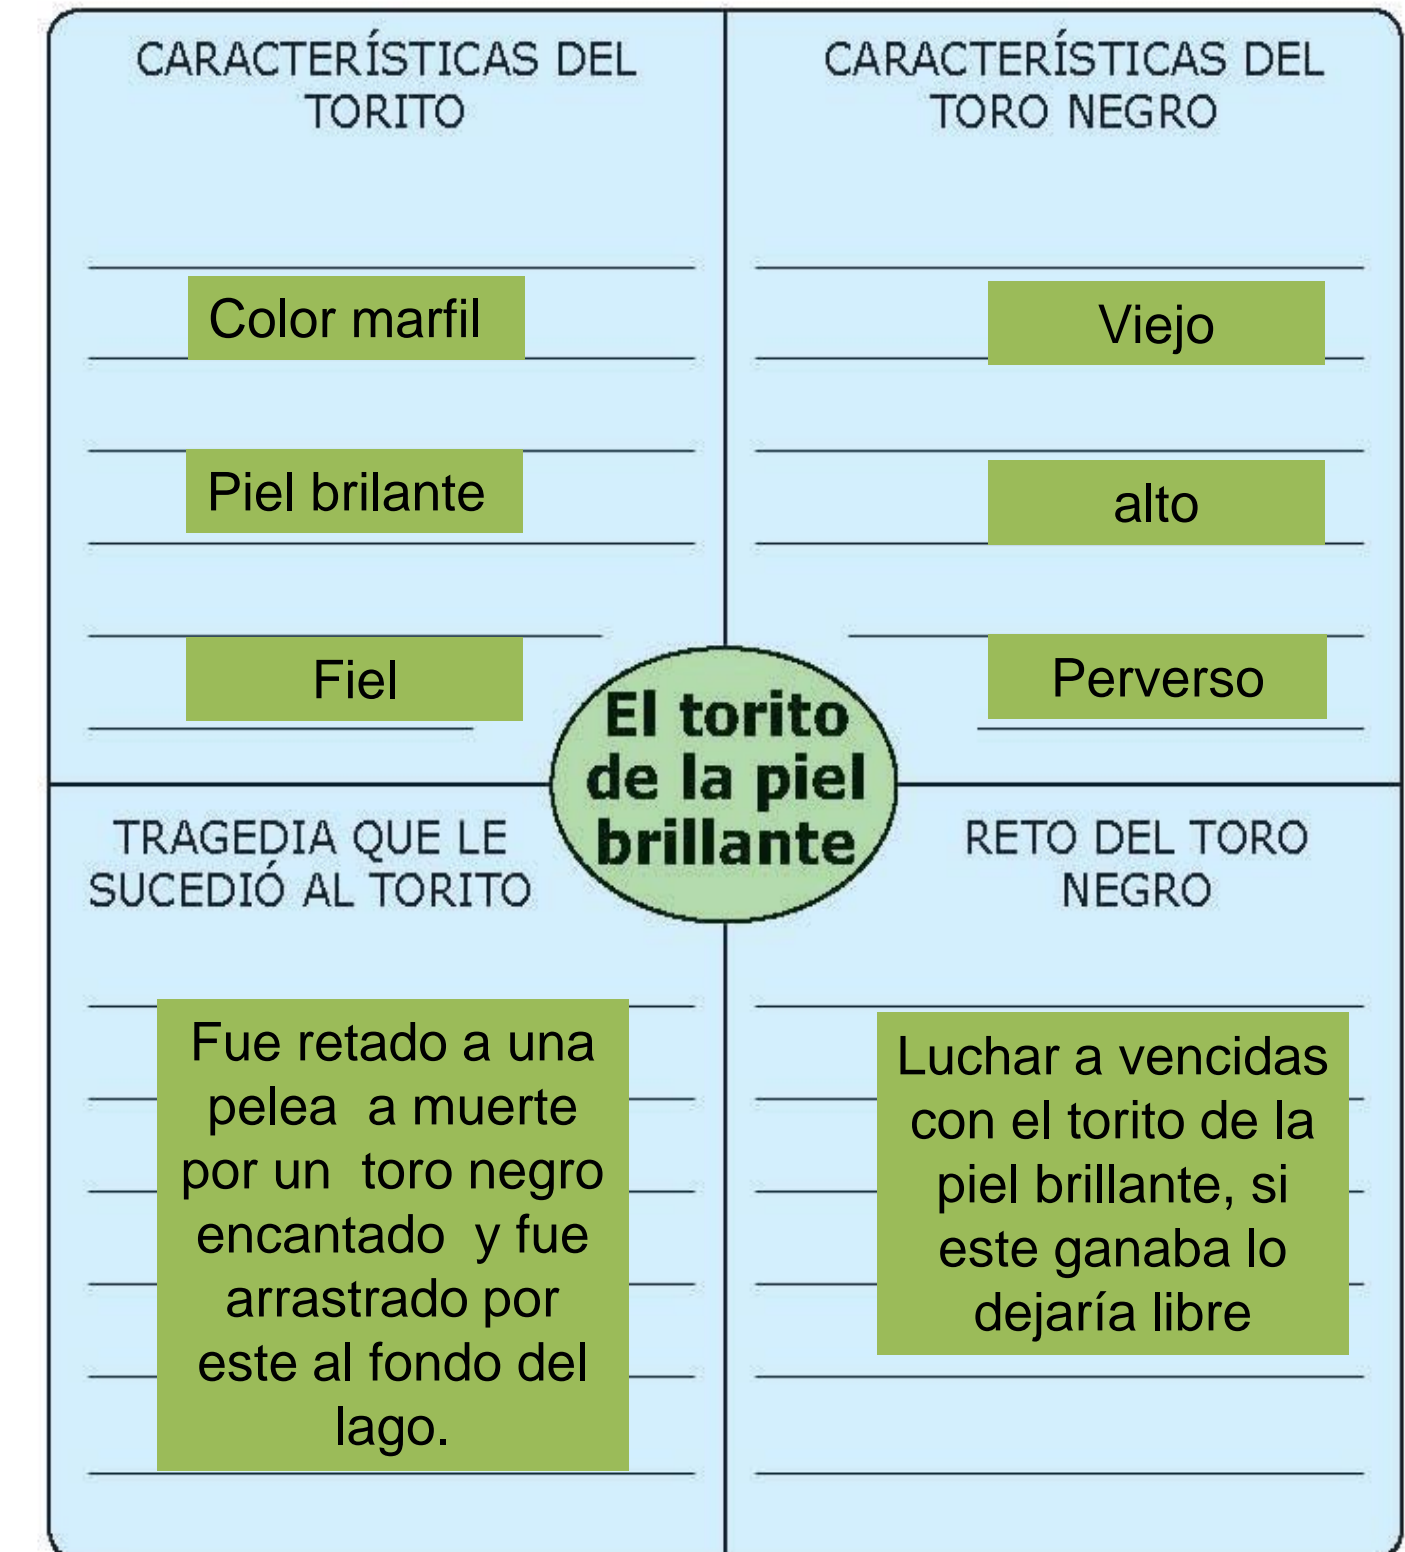 CARACTERÍSTICAS DEL
TORITO
Color marfil
Piel brilante
Fiel
CARACTERÍSTICAS DEL
TORO NEGRO
Viejo
alto
Perverso
El torito
de la piel
brillante
TRAGEDIA QUE LE
SUCEDIÓ AL TORITO
Fue retado a una
pelea a muerte
por un toro negro
encantado y fue
arrastrado por
este al fondo del
lago.
RETO DEL TORO
NEGRO
Luchar a vencidas
con el torito de la
piel brillante, si
este ganaba lo
dejaría libre